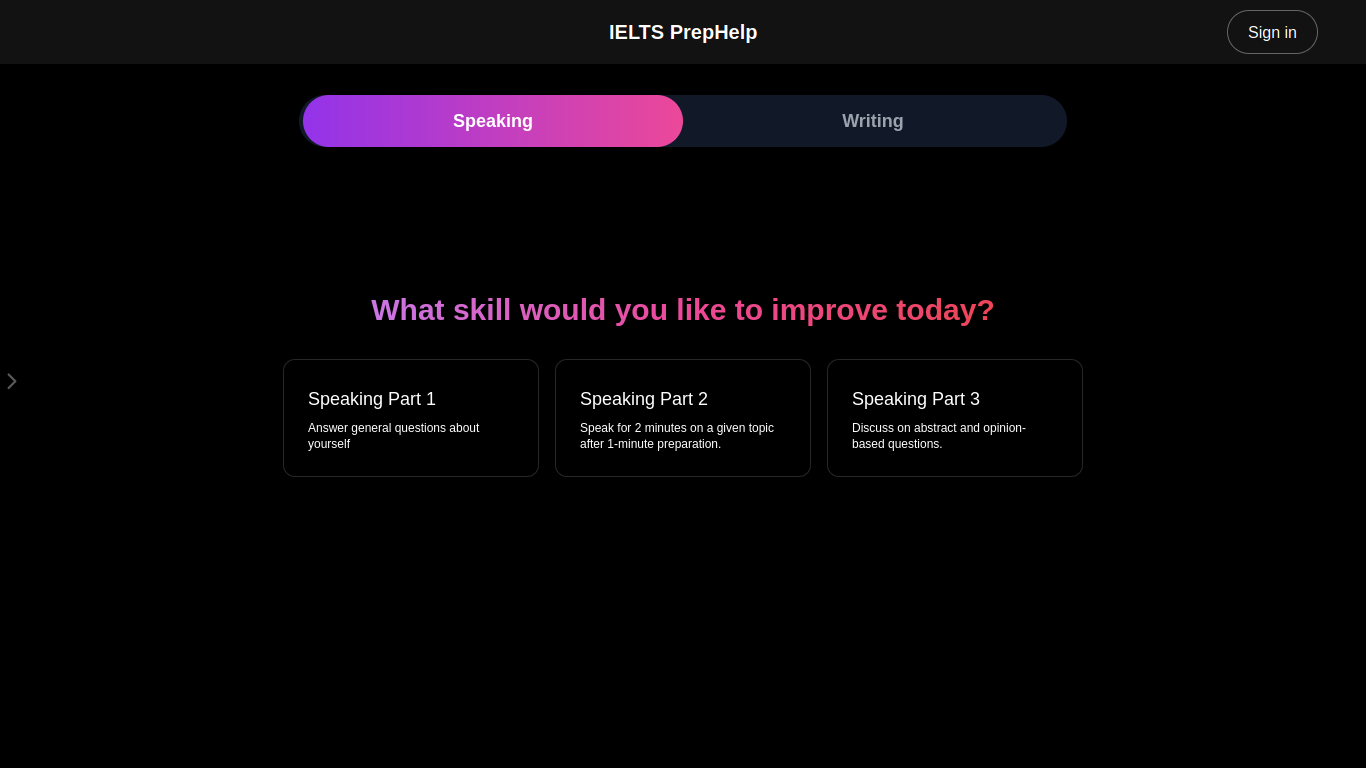 IELTS PrepHelp
Sign in
Speaking
Writing
What skill would you like to improve today?
Speaking Part 1
Answer general questions about
yourself
Speaking Part 2
Speak for 2 minutes on a given topic
after 1-minute preparation.
Speaking Part 3
Discuss on abstract and opinion-
based questions.